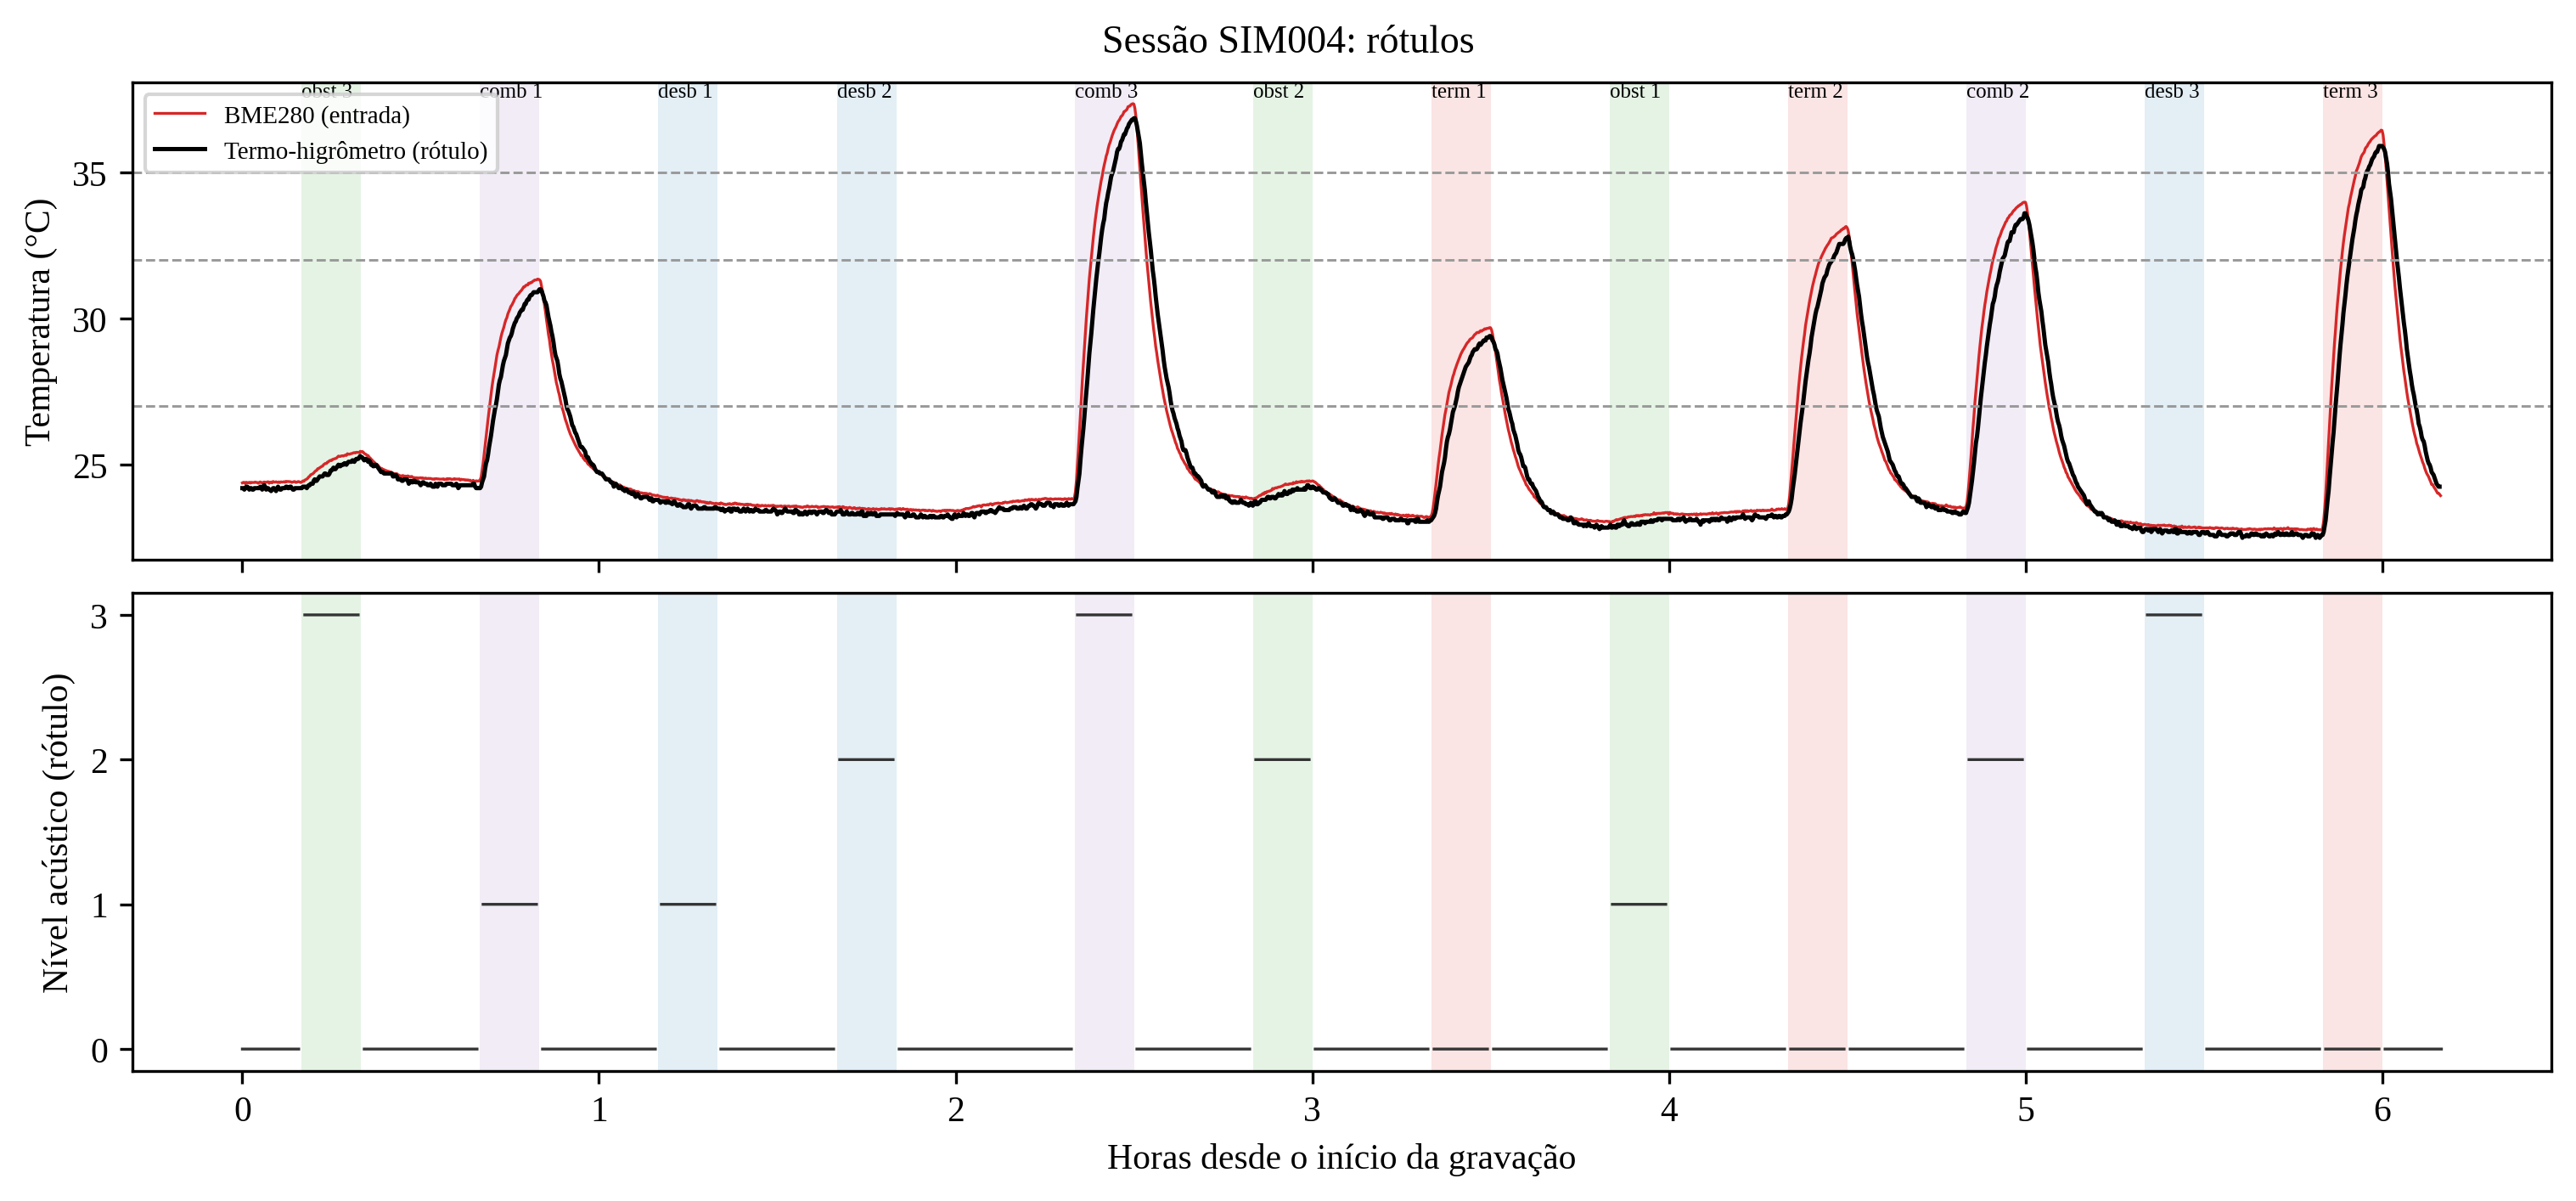 Sessão SIM004: rótulos
obst 3
comb 1
desb 1
desb 2
comb 3
obst 2
term 1
obst 1
term 2
comb 2
desb 3
term 3
BME280 (entrada)
Termo-higrômetro (rótulo)
Temperatura (°C)
35
30
25
Nível acústico (rótulo)
3
2
1
0
0
1
2
3
4
5
6
Horas desde o início da gravação